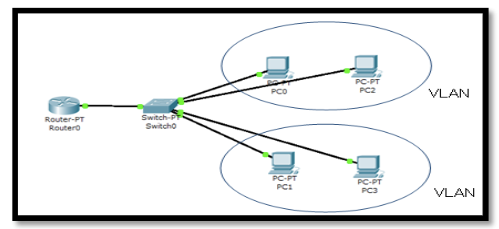 PC-PT
PC0
PC-PT
PC2
VLAN
Router-PT
Router0
Switch-PT
Switch0
PC-PT
PC1
PC-PT
PC3
VLAN